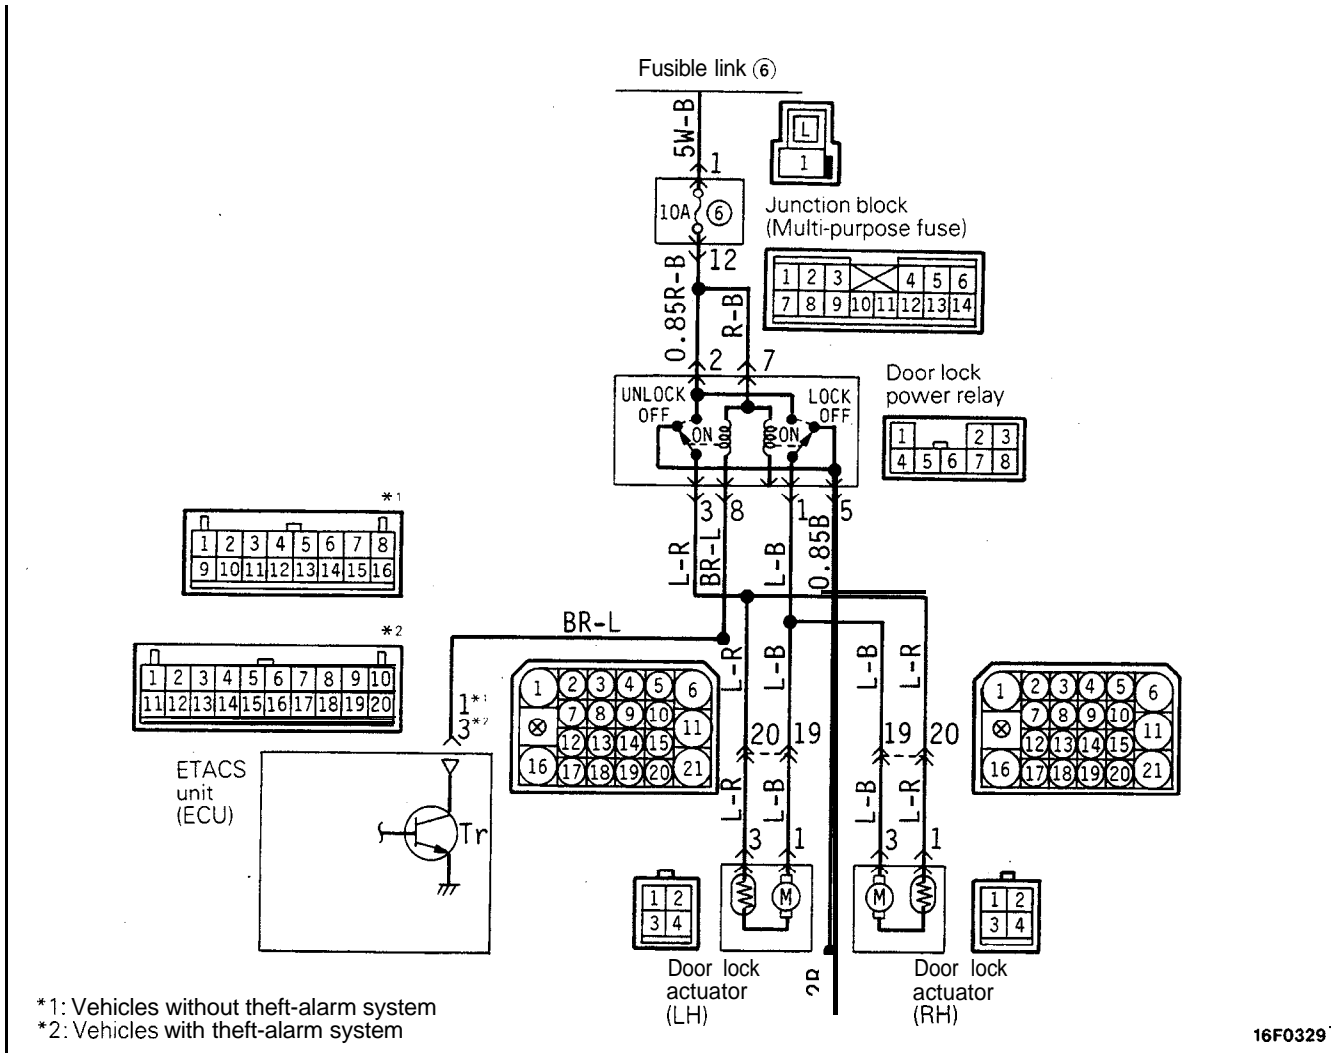 Fusible link ⑥
5W-B
1
L
1
10A ⑥
Junction block
(Multi-purpose fuse)
12
1 2 3 4 5 6
7 8 9 10 11 12 13 14
0.85R-B
R-B
2 7
Door lock
power relay
UNLOCK LOCK
OFF OFF
ON ON
1 2 3
4 5 6 7 8
3 8 1 5
*1
1 2 3 4 5 6 7 8
9 10 11 12 13 14 15 16
L-R BR-L L-B 0.85B
BR-L
*2
1 2 3 4 5 6 7 8 9 10
11 12 13 14 15 16 17 18 19 20
L-R L-B L-B L-R
1 2 3 4 5 6
7 8 9 10 11
12 13 14 15
16 17 18 19 20 21
1 2 3 4 5 6
7 8 9 10 11
12 13 14 15
16 17 18 19 20 21
1*1
3*2
20 19 19 20
ETACS
unit
(ECU)
L-R L-B L-B L-R
Tr
3 1 3 1
M M
1 2
3 4
1 2
3 4
Door lock
actuator
(LH)
2B
Door lock
actuator
(RH)
*1: Vehicles without theft-alarm system
*2: Vehicles with theft-alarm system
16F0329